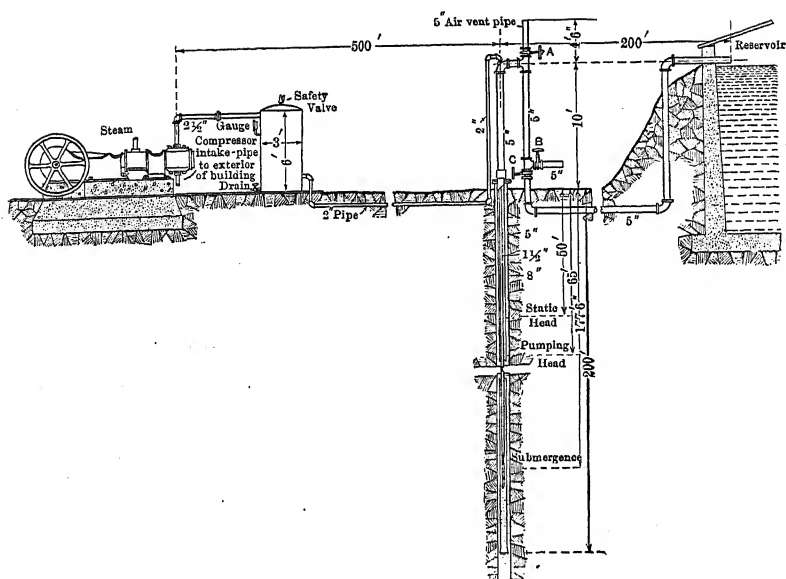 5" Air vent pipe
4'6"
500'
200'
A
Reservoir
Safety
Valve
Steam
2½"
Gauge
Compressor
intake-pipe
to exterior
of building
Drain
3'
6'
2"
5"
5"
10'
B
C
5"
2" Pipe
5"
5"
1½"
8"
50'
65'
177'-6"
200'
Static
Head
Pumping
Head
Submergence